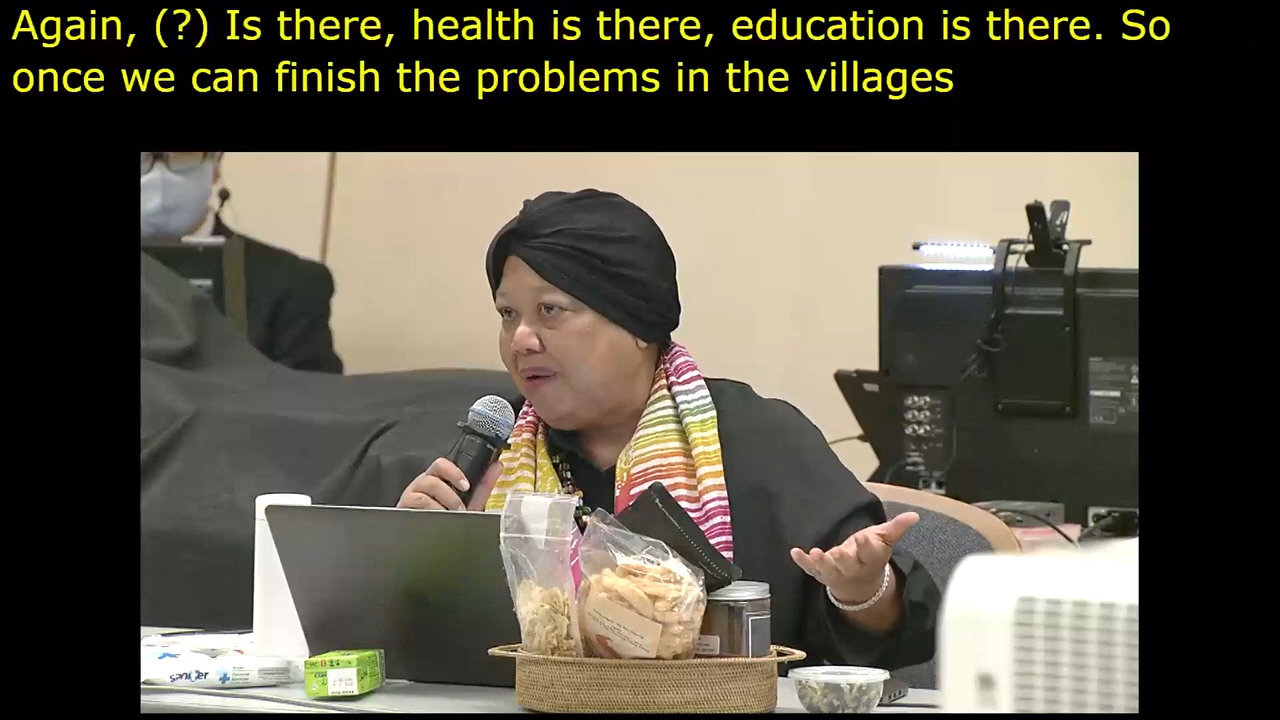 Again, (?) Is there, health is there, education is there. So
once we can finish the problems in the villages